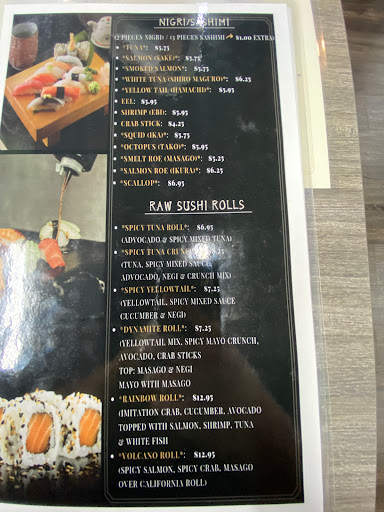 NIGRI/SASHIMI
(2 PIECES NIGRI) / (3 PIECES SASHIMI → $1.00 EXTRA)
• *TUNA*: $5.75
• *SALMON (SAKE)*: $5.75
• *SMOKED SALMON*: $5.75
• *WHITE TUNA (SHIRO MAGURO)*: $6.25
• *YELLOW TAIL (HAMACHI)*: $5.95
• EEL: $5.95
• SHRIMP (EBI): $5.95
• CRAB STICK: $4.25
• *SQUID (IKA)*: $5.75
• *OCTOPUS (TAKO)*: $5.95
• *SMELT ROE (MASAGO)*: $5.25
• *SALMON ROE (IKURA)*: $6.25
• *SCALLOP*: $6.95
RAW SUSHI ROLLS
• *SPICY TUNA ROLL*: $6.95
(ADVOCADO & SPICY MIXED TUNA)
• *SPICY TUNA CRUNCH $8.25
(TUNA, SPICY MIXED SAUCE,
ADVOCADO, NEGI & CRUNCH MIX)
• *SPICY YELLOWTAIL*: $7.25
(YELLOWTAIL, SPICY MIXED SAUCE
CUCUMBER & NEGI)
• *DYNAMITE ROLL*: $7.25
(YELLOWTAIL MIX, SPICY MAYO CRUNCH,
AVOCADO, CRAB STICKS
TOP: MASAGO & NEGI
MAYO WITH MASAGO
• *RAINBOW ROLL*: $12.95
(IMITATION CRAB, CUCUMBER, AVOCADO
TOPPED WITH SALMON, SHRIMP, TUNA
& WHITE FISH
• *VOLCANO ROLL*: $12.95
(SPICY SALMON, SPICY CRAB, MASAGO
OVER CALIFORNIA ROLL)